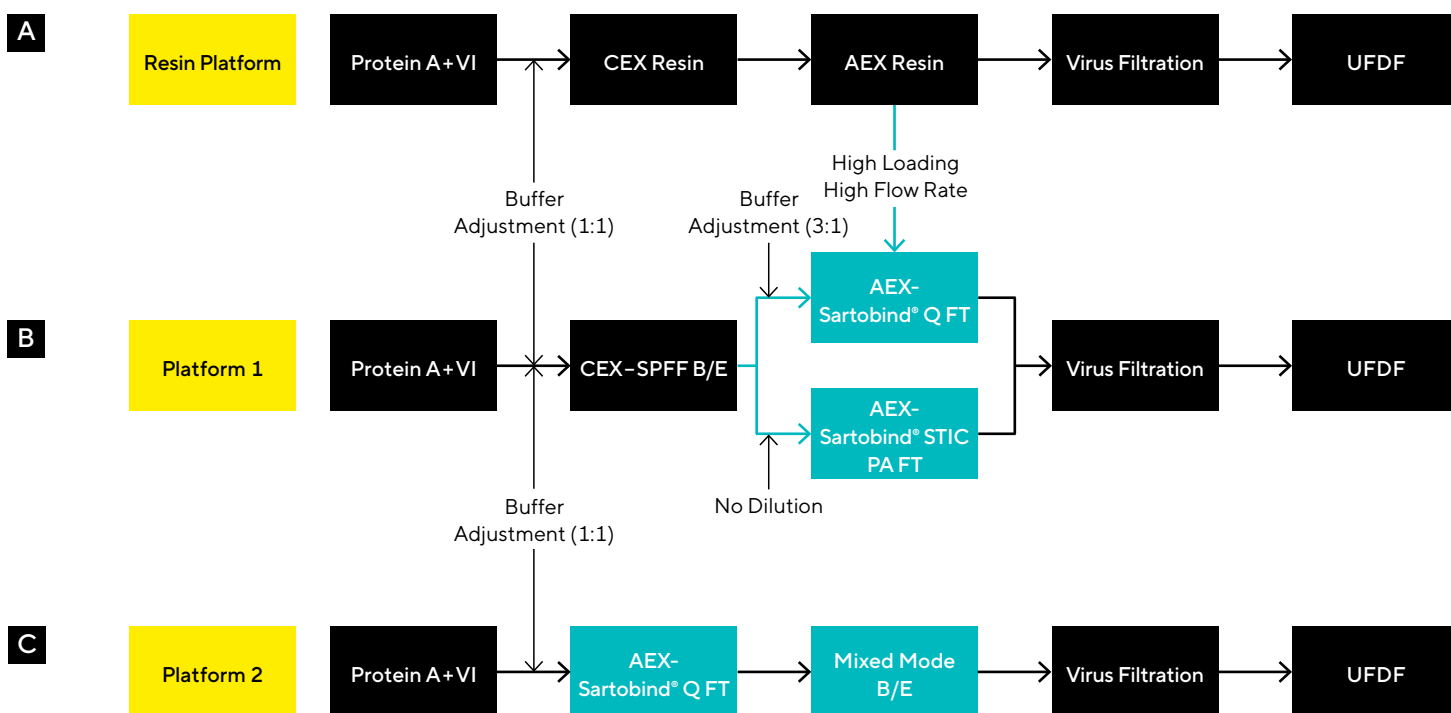 A
Resin Platform
Protein A+VI
CEX Resin
AEX Resin
Virus Filtration
UFDF
High Loading
High Flow Rate
Buffer
Adjustment (1:1)
Buffer
Adjustment (3:1)
AEX-
Sartobind® Q FT
B
Platform 1
Protein A+VI
CEX–SPFF B/E
Virus Filtration
UFDF
AEX-
Sartobind® STIC
PA FT
Buffer
Adjustment (1:1)
No Dilution
C
Platform 2
Protein A+VI
AEX-
Sartobind® Q FT
Mixed Mode
B/E
Virus Filtration
UFDF